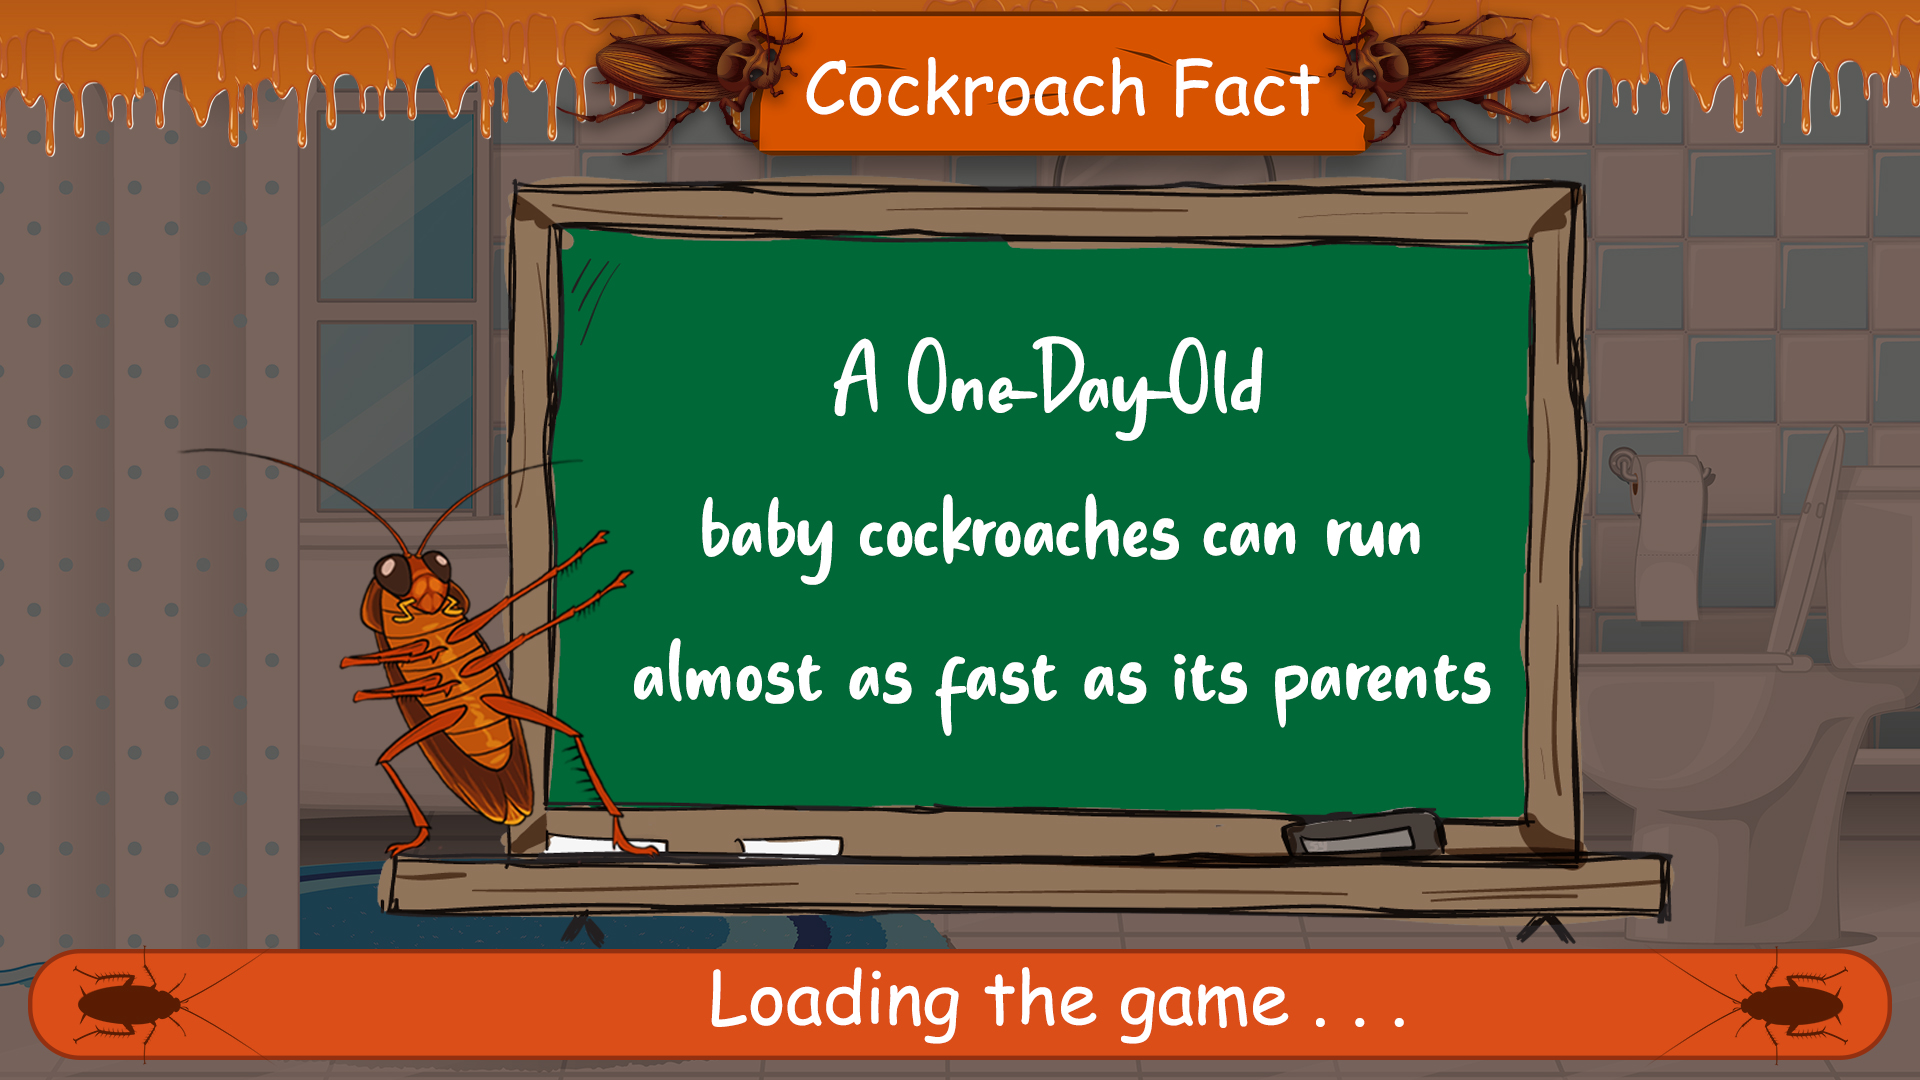 Cockroach Fact
A One-Day-Old
baby cockroaches can run
almost as fast as its parents
Loading the game . . .